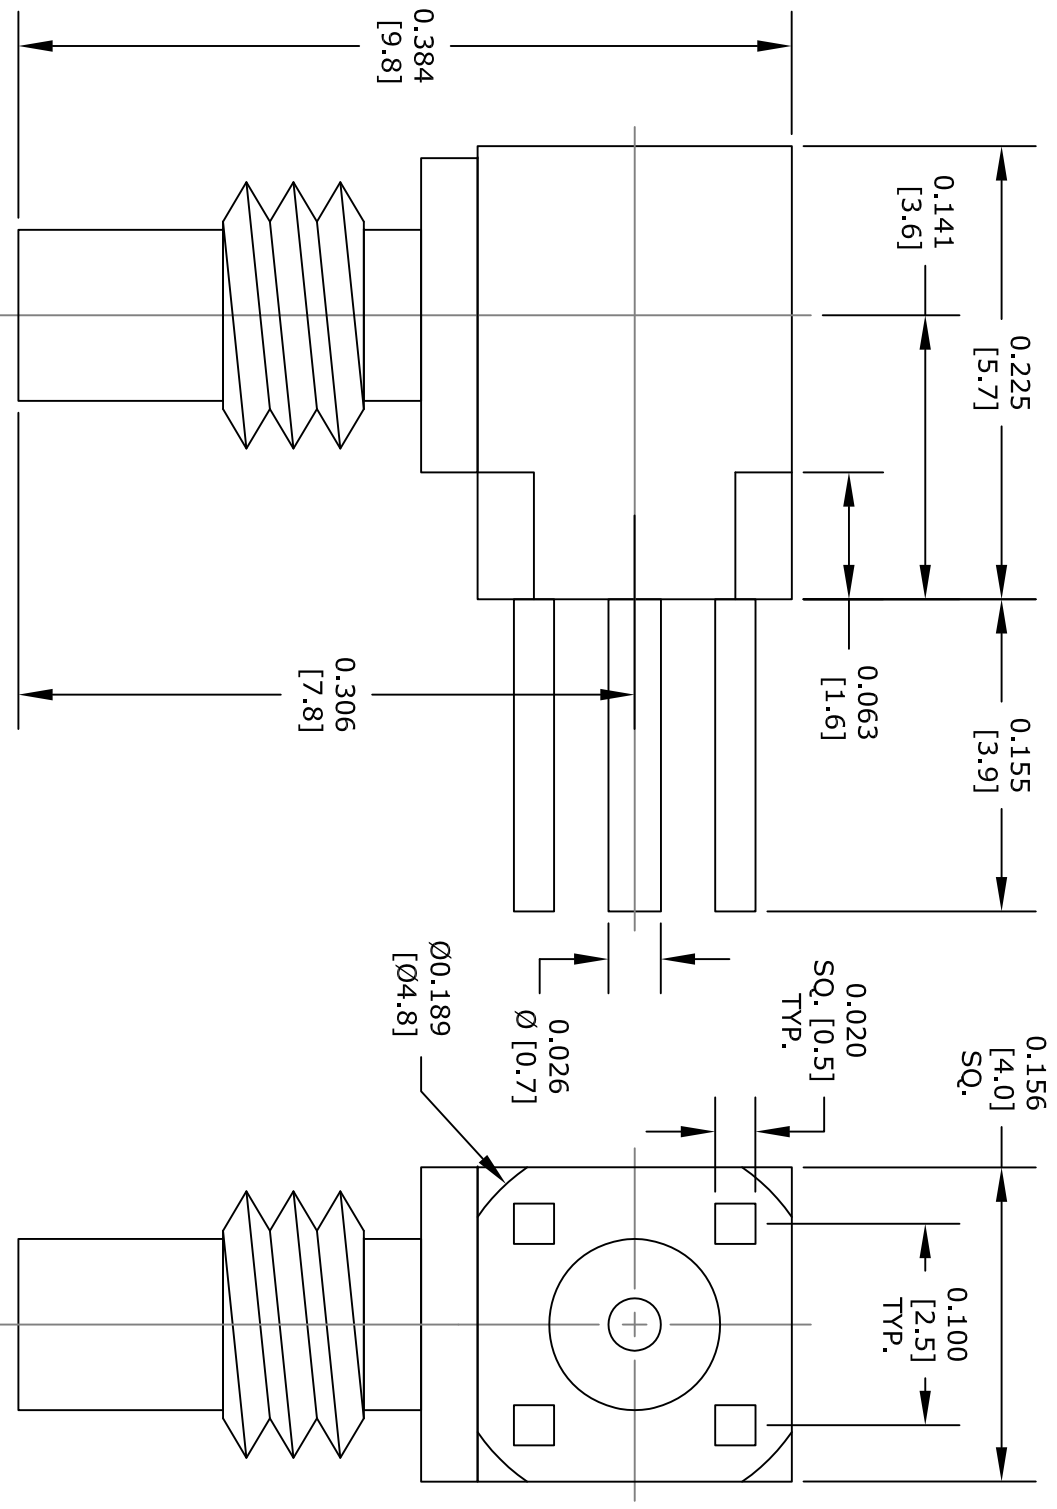 0.384
[9.8]
0.141
[3.6]
0.225
[5.7]
0.306
[7.8]
0.063
[1.6]
0.155
[3.9]
Ø0.189
[Ø4.8]
0.026
Ø [0.7]
0.020
SQ. [0.5]
TYP.
0.156
[4.0]
SQ.
0.100
[2.5]
TYP.